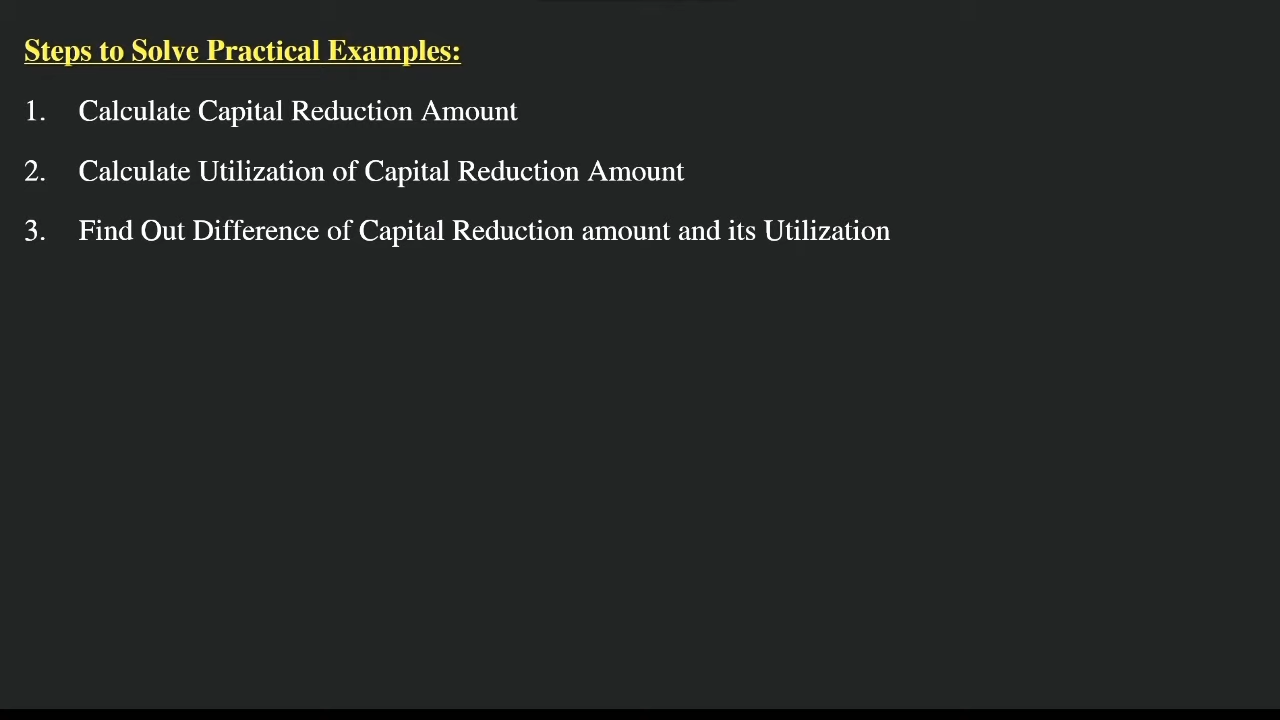 Steps to Solve Practical Examples:
1. Calculate Capital Reduction Amount
2. Calculate Utilization of Capital Reduction Amount
3. Find Out Difference of Capital Reduction amount and its Utilization